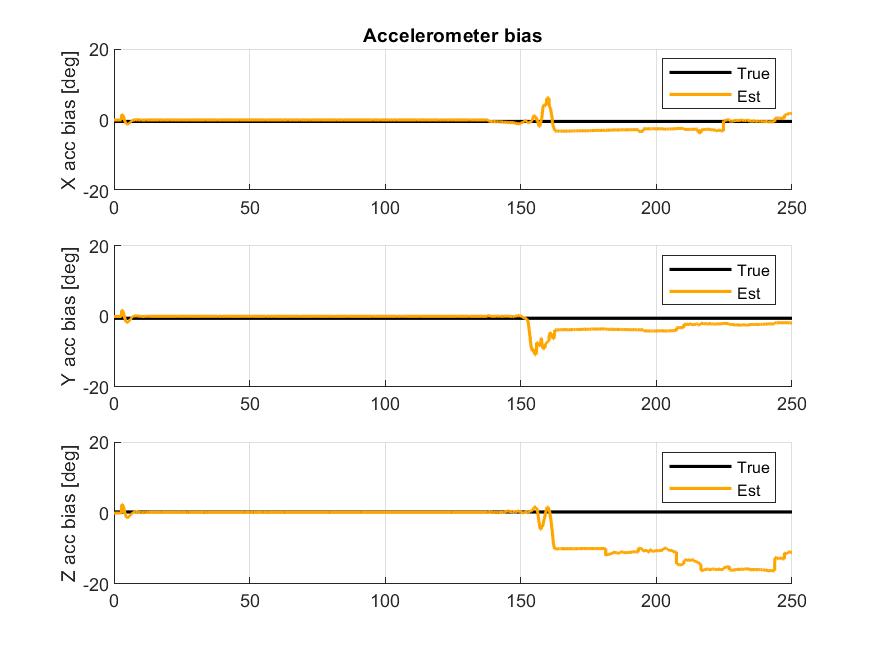 Accelerometer bias
X acc bias [deg]
20
0
-20
True
Est
0 50 100 150 200 250
Y acc bias [deg]
20
0
-20
True
Est
0 50 100 150 200 250
Z acc bias [deg]
20
0
-20
True
Est
0 50 100 150 200 250